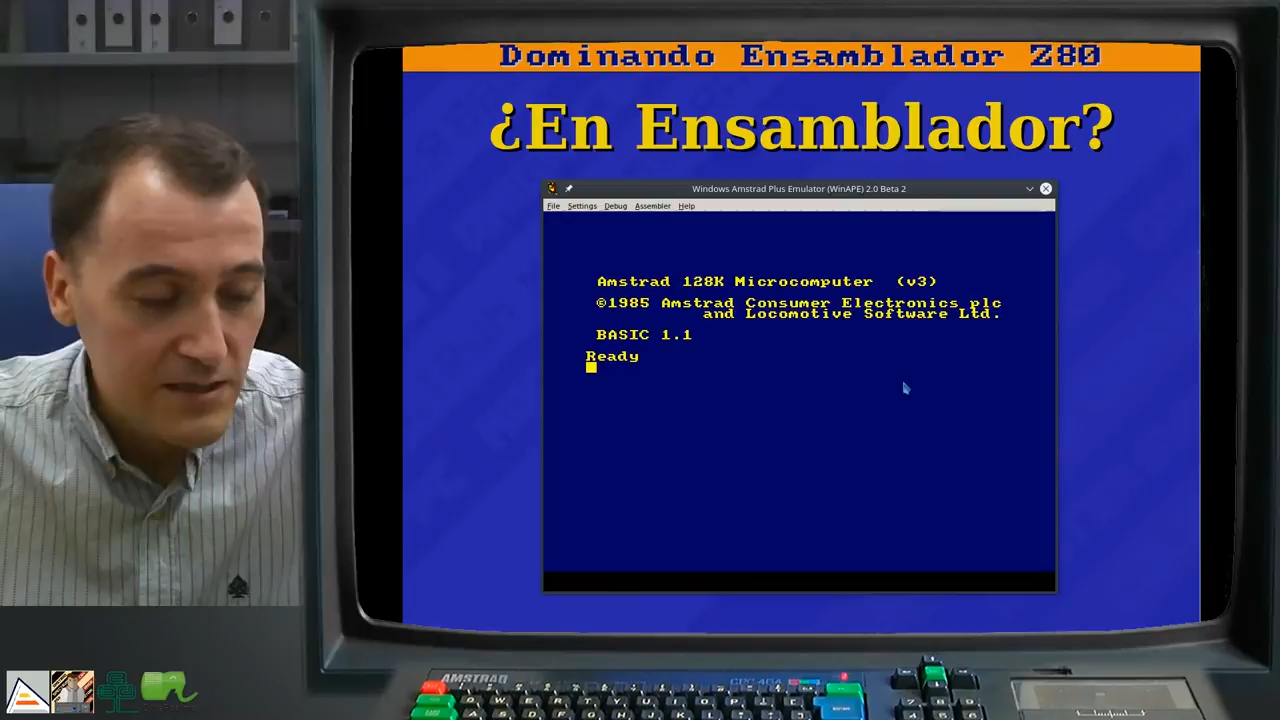 Dominando Ensamblador Z80
¿En Ensamblador?
Windows Amstrad Plus Emulator (WinAPE) 2.0 Beta 2
File Settings Debug Assembler Help
Amstrad 128K Microcomputer (v3)
©1985 Amstrad Consumer Electronics plc
and Locomotive Software Ltd.
BASIC 1.1
Ready
AMSTRAD